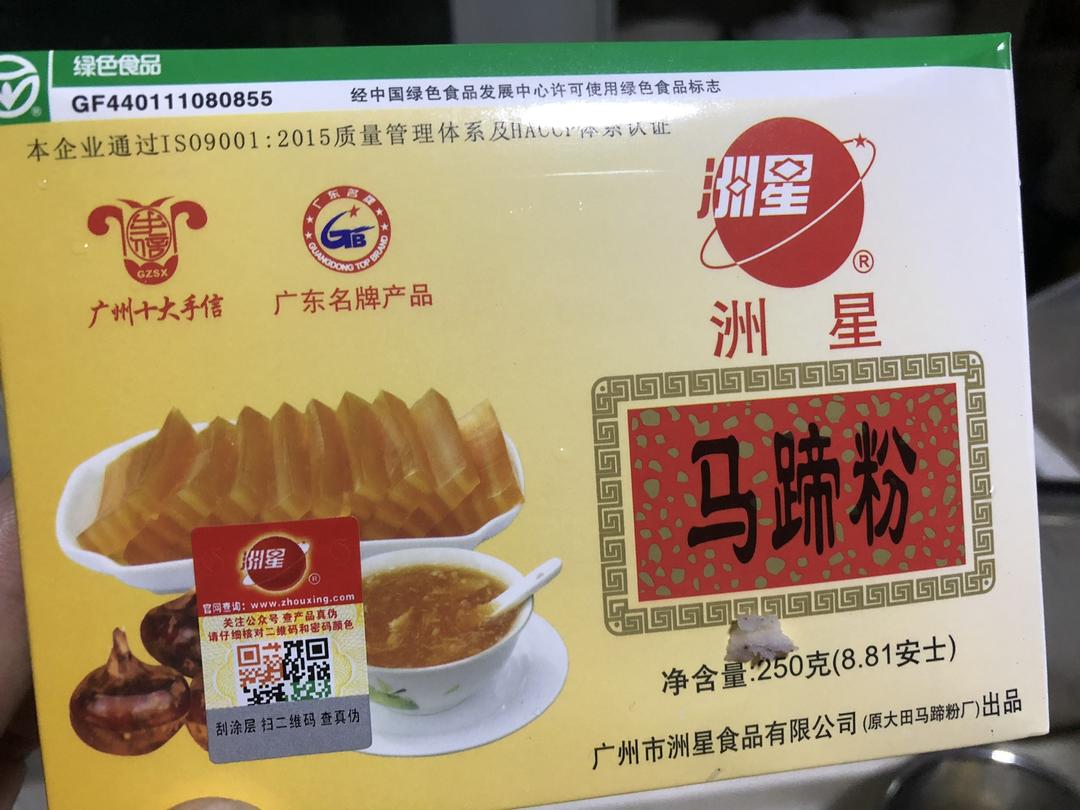 绿色食品
GF440111080855
经中国绿色食品发展中心许可使用绿色食品标志
本企业通过ISO9001:2015质量管理体系及HACCP体系认证
GZSX
广州十大手信
广东名牌
GB
GUANGDONG TOP BRAND
广东名牌产品
洲星
®
洲 星
马蹄粉
净含量:250克(8.81安士)
广州市洲星食品有限公司(原大田马蹄粉厂)出品
洲星
®
官网查询:www.zhouxing.com
关注公众号 查产品真伪
请仔细核对二维码和密码颜色
刮涂层 扫二维码 查真伪